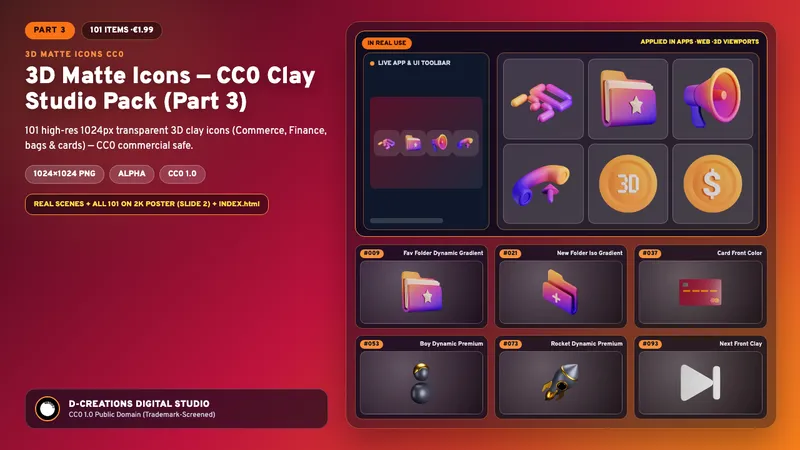 PART 3
101 ITEMS · €1.99
3D MATTE ICONS CC0
3D Matte Icons — CC0 Clay
Studio Pack (Part 3)
101 high-res 1024px transparent 3D clay icons (Commerce, Finance,
bags & cards) — CC0 commercial safe.
1024×1024 PNG
ALPHA
CC0 1.0
REAL SCENES + ALL 101 ON 2K POSTER (SLIDE 2) + INDEX.html
D-CREATIONS DIGITAL STUDIO
CC0 1.0 Public Domain (Trademark-Screened)
IN REAL USE
APPLIED IN APPS · WEB · 3D VIEWPORTS
LIVE APP & UI TOOLBAR
3D
$
#009
Fav Folder Dynamic Gradient
#021
New Folder Iso Gradient
#037
Card Front Color
#053
Boy Dynamic Premium
#073
Rocket Dynamic Premium
#093
Next Front Clay